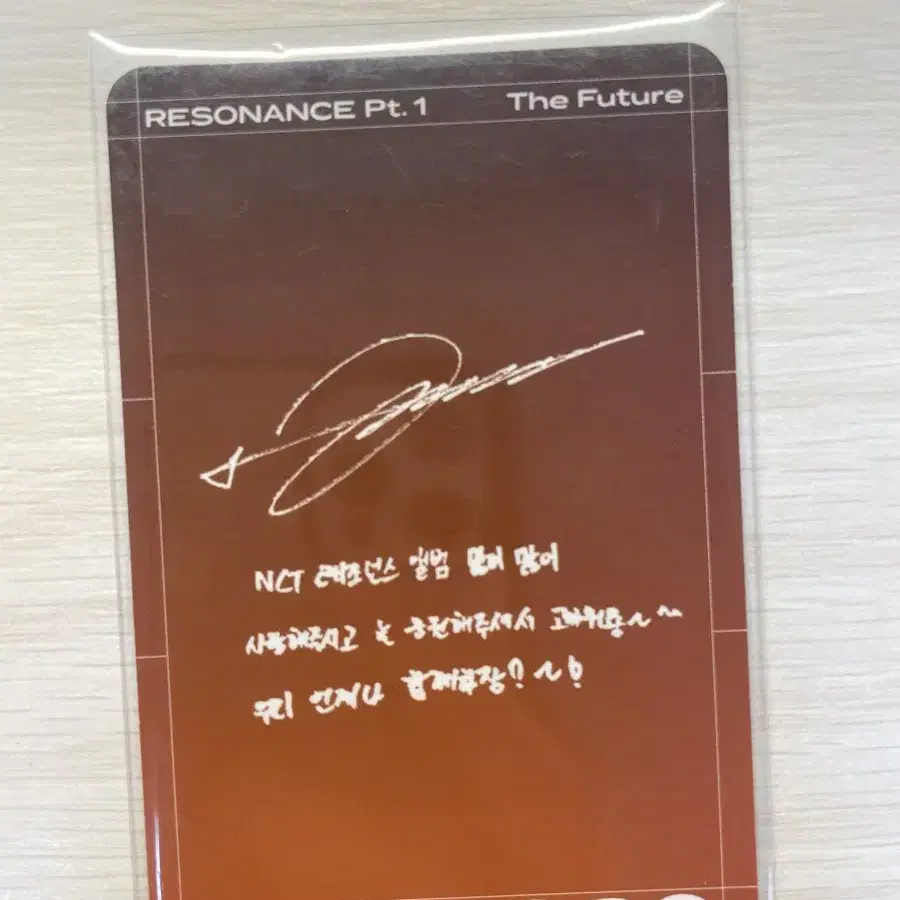 RESONANCE Pt. 1 The Future
NCT 레조넌스 앨범 많이 많이
사랑해주시고 늘 응원해주셔서 고마워용~~
우리 언제나 함께하장!! ~!